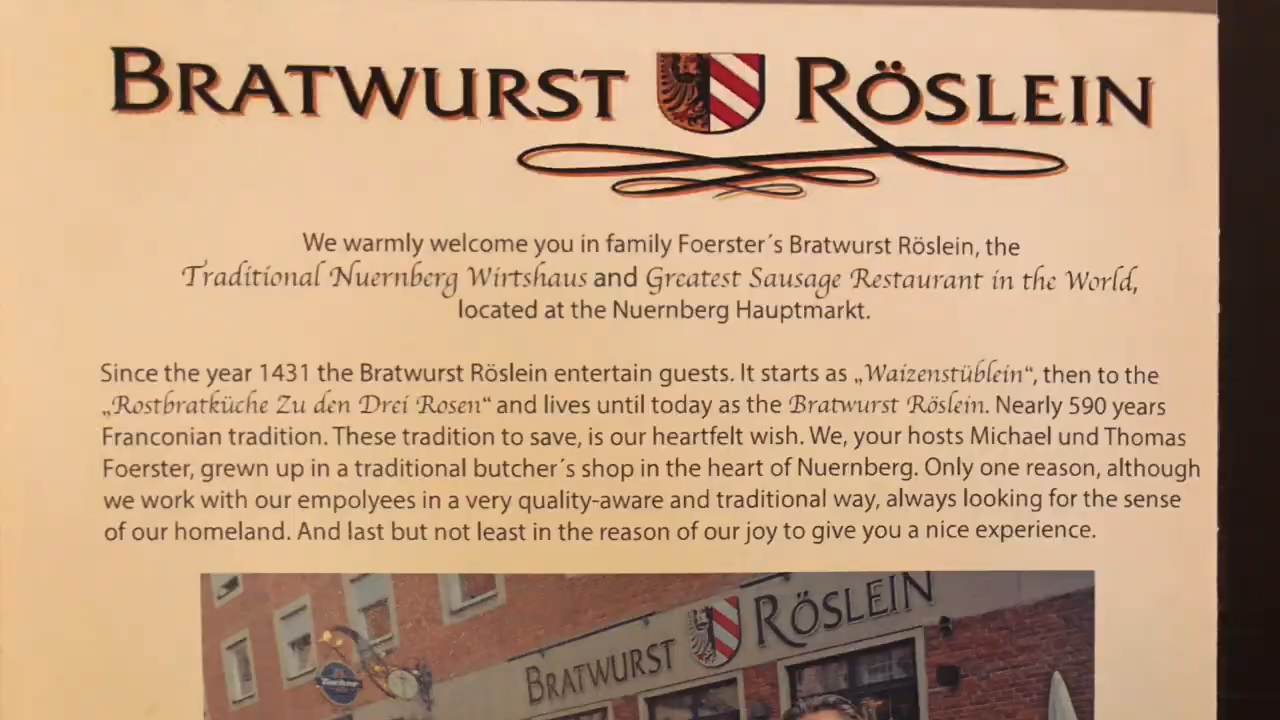 BRATWURST RÖSLEIN
We warmly welcome you in family Foerster´s Bratwurst Röslein, the
Traditional Nuernberg Wirtshaus and Greatest Sausage Restaurant in the World,
located at the Nuernberg Hauptmarkt.
Since the year 1431 the Bratwurst Röslein entertain guests. It starts as „Waizenstüblein“, then to the
„Rostbratküche Zu den Drei Rosen“ and lives until today as the Bratwurst Röslein. Nearly 590 years
Franconian tradition. These tradition to save, is our heartfelt wish. We, your hosts Michael und Thomas
Foerster, grewn up in a traditional butcher´s shop in the heart of Nuernberg. Only one reason, although
we work with our empolyees in a very quality-aware and traditional way, always looking for the sense
of our homeland. And last but not least in the reason of our joy to give you a nice experience.
BRATWURST RÖSLEIN
Tucher